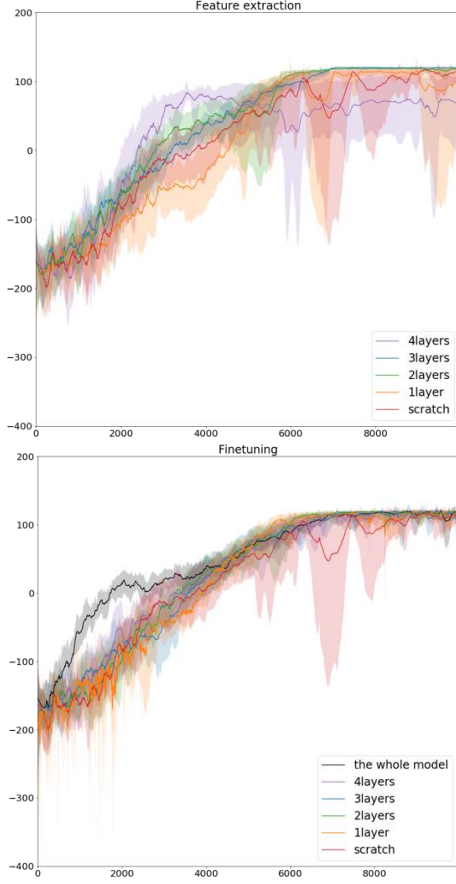 Feature extraction
200
100
0
−100
−200
−300
−400
0 2000 4000 6000 8000
4layers
3layers
2layers
1layer
scratch
Finetuning
200
100
0
−100
−200
−300
−400
0 2000 4000 6000 8000
the whole model
4layers
3layers
2layers
1layer
scratch